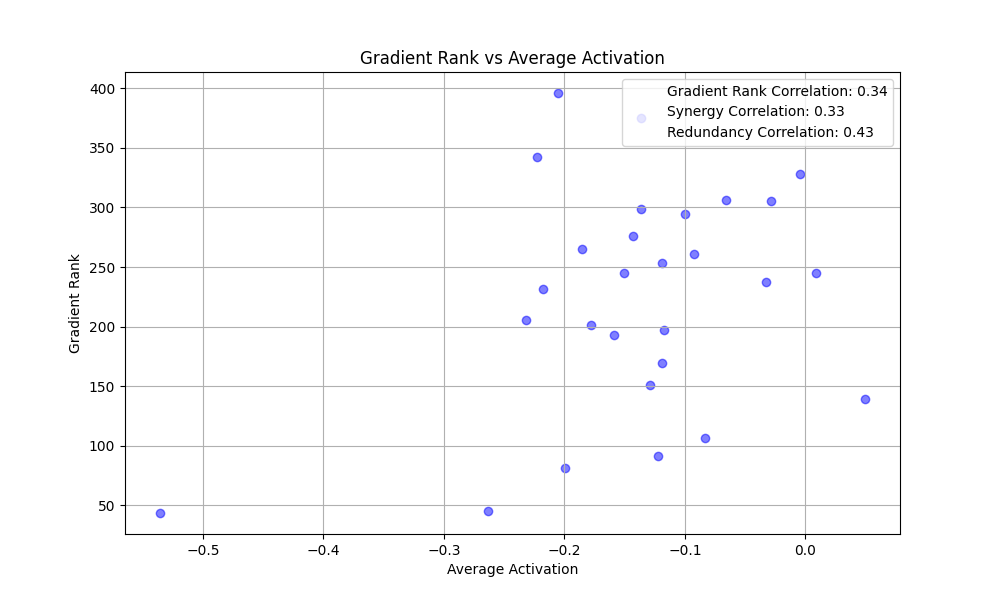 Gradient Rank vs Average Activation
Gradient Rank Correlation: 0.34
Synergy Correlation: 0.33
Redundancy Correlation: 0.43
400
350
300
250
200
150
100
50
Gradient Rank
−0.5
−0.4
−0.3
−0.2
−0.1
0.0
Average Activation